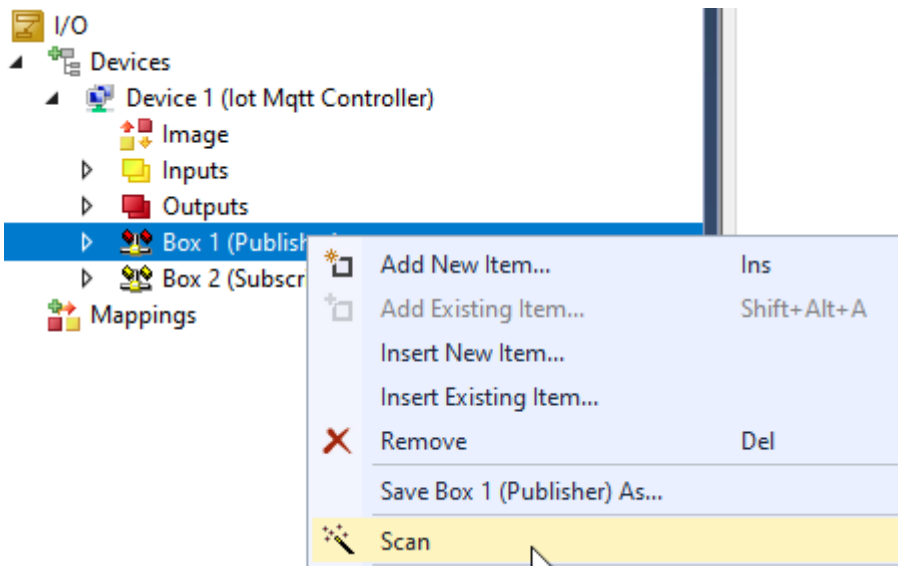 I/O
Devices
Device 1 (Iot Mqtt Controller)
Image
Inputs
Outputs
Box 1 (Publish
Box 2 (Subscr
Mappings
Add New Item... Ins
Add Existing Item... Shift+Alt+A
Insert New Item...
Insert Existing Item...
Remove Del
Save Box 1 (Publisher) As...
Scan